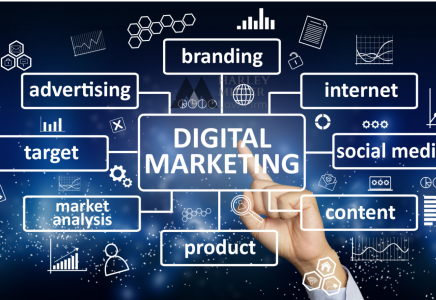 branding
advertising
internet
DIGITAL
MARKETING
target
social medi
market
analysis
content
product